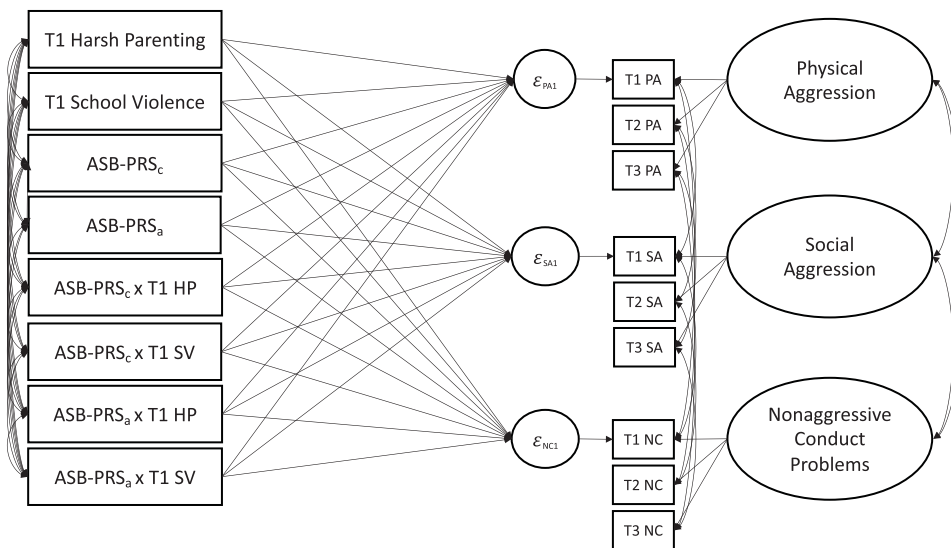 T1 Harsh Parenting
T1 School Violence
ASB-PRSc
ASB-PRSa
ASB-PRSc x T1 HP
ASB-PRSc x T1 SV
ASB-PRSa x T1 HP
ASB-PRSa x T1 SV
εPA1
εSA1
εNC1
T1 PA
T2 PA
T3 PA
T1 SA
T2 SA
T3 SA
T1 NC
T2 NC
T3 NC
Physical
Aggression
Social
Aggression
Nonaggressive
Conduct
Problems